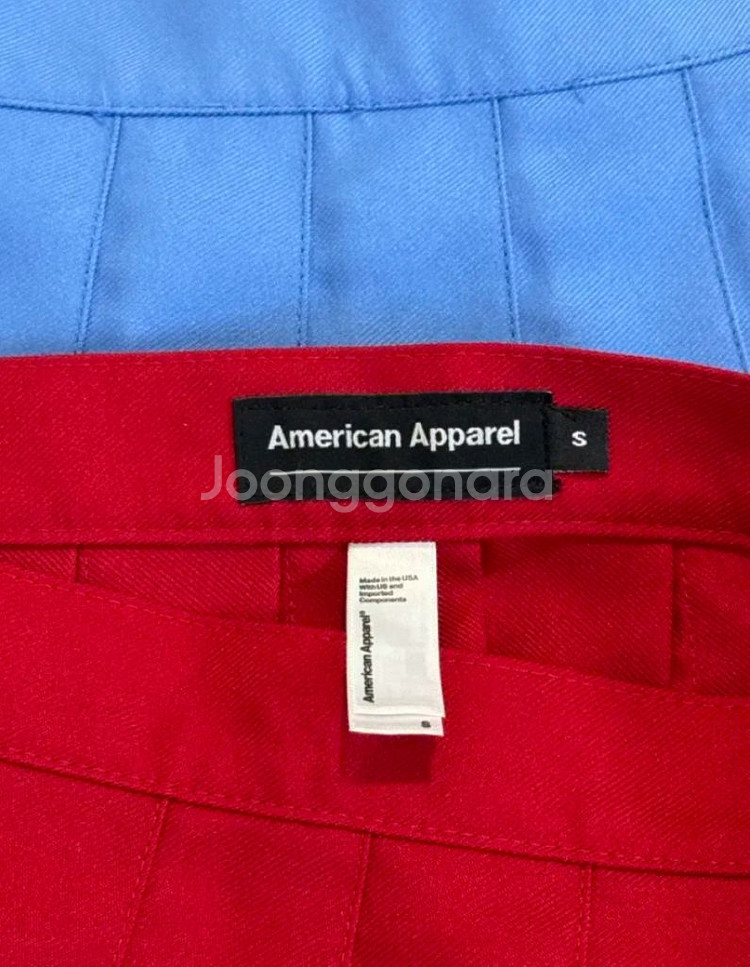 American Apparel
S
Joonggonara
Made in the USA
With US and
Imported
Components
American Apparel®
S